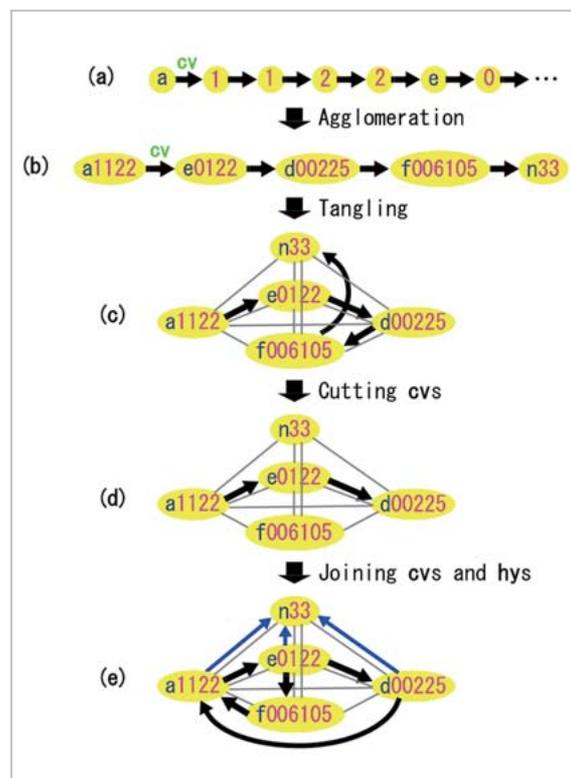 cv
(a) a 1 1 2 2 e 0 ...
Agglomeration
cv
(b) a1122 e0122 d00225 f006105 n33
Tangling
n33
e0122
(c) a1122 d00225
f006105
Cutting cvs
n33
e0122
(d) a1122 d00225
f006105
Joining cvs and hys
n33
e0122
(e) a1122 d00225
f006105